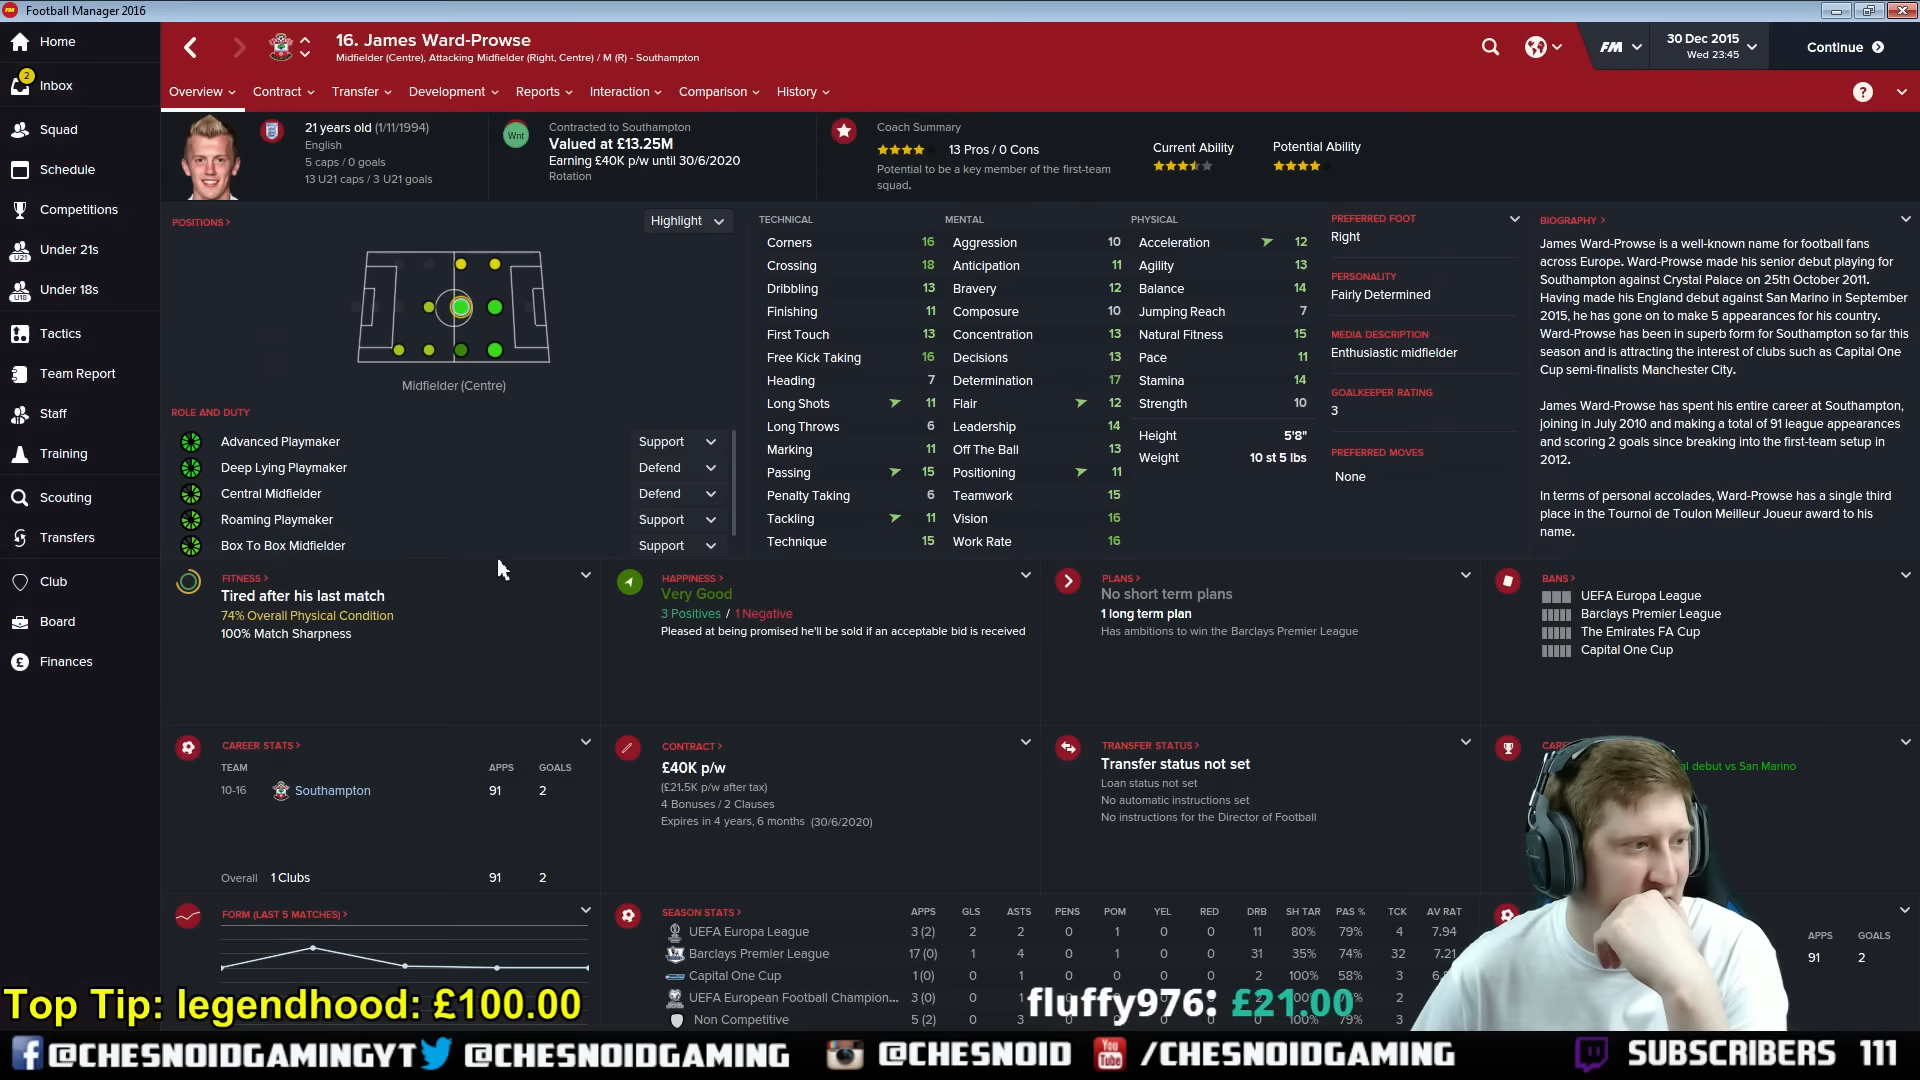 Football Manager 2016
Home
2
Inbox
Squad
Schedule
Competitions
U21
Under 21s
U18
Under 18s
Tactics
Team Report
Staff
Training
Scouting
Transfers
Club
Board
Finances
16. James Ward-Prowse
Midfielder (Centre), Attacking Midfielder (Right, Centre) / M (R) - Southampton
FM
30 Dec 2015
Wed 23:45
Continue
Overview
Contract
Transfer
Development
Reports
Interaction
Comparison
History
?
21 years old (1/11/1994)
English
5 caps / 0 goals
13 U21 caps / 3 U21 goals
Wnt
Contracted to Southampton
Valued at £13.25M
Earning £40K p/w until 30/6/2020
Rotation
Coach Summary
13 Pros / 0 Cons
Potential to be a key member of the first-team
squad.
Current Ability
Potential Ability
POSITIONS >
Highlight
Midfielder (Centre)
ROLE AND DUTY
Advanced Playmaker Support
Deep Lying Playmaker Defend
Central Midfielder Defend
Roaming Playmaker Support
Box To Box Midfielder Support
TECHNICAL
Corners 16
Crossing 18
Dribbling 13
Finishing 11
First Touch 13
Free Kick Taking 16
Heading 7
Long Shots 11
Long Throws 6
Marking 11
Passing 15
Penalty Taking 6
Tackling 11
Technique 15
MENTAL
Aggression 10
Anticipation 11
Bravery 12
Composure 10
Concentration 13
Decisions 13
Determination 17
Flair 12
Leadership 14
Off The Ball 13
Positioning 11
Teamwork 15
Vision 16
Work Rate 16
PHYSICAL
Acceleration 12
Agility 13
Balance 14
Jumping Reach 7
Natural Fitness 15
Pace 11
Stamina 14
Strength 10
Height 5'8"
Weight 10 st 5 lbs
PREFERRED FOOT
Right
PERSONALITY
Fairly Determined
MEDIA DESCRIPTION
Enthusiastic midfielder
GOALKEEPER RATING
3
PREFERRED MOVES
None
BIOGRAPHY >
James Ward-Prowse is a well-known name for football fans
across Europe. Ward-Prowse made his senior debut playing for
Southampton against Crystal Palace on 25th October 2011.
Having made his England debut against San Marino in September
2015, he has gone on to make 5 appearances for his country.
Ward-Prowse has been in superb form for Southampton so far this
season and is attracting the interest of clubs such as Capital One
Cup semi-finalists Manchester City.
James Ward-Prowse has spent his entire career at Southampton,
joining in July 2010 and making a total of 91 league appearances
and scoring 2 goals since breaking into the first-team setup in
2012.
In terms of personal accolades, Ward-Prowse has a single third
place in the Tournoi de Toulon Meilleur Joueur award to his
name.
FITNESS >
Tired after his last match
74% Overall Physical Condition
100% Match Sharpness
HAPPINESS >
Very Good
3 Positives / 1 Negative
Pleased at being promised he'll be sold if an acceptable bid is received
PLANS >
No short term plans
1 long term plan
Has ambitions to win the Barclays Premier League
BANS >
UEFA Europa League
Barclays Premier League
The Emirates FA Cup
Capital One Cup
CAREER STATS >
TEAM APPS GOALS
10-16 Southampton 91 2
Overall 1 Clubs 91 2
CONTRACT >
£40K p/w
(£21.5K p/w after tax)
4 Bonuses / 2 Clauses
Expires in 4 years, 6 months (30/6/2020)
TRANSFER STATUS >
Transfer status not set
Loan status not set
No automatic instructions set
No instructions for the Director of Football
debut vs San Marino
FORM (LAST 5 MATCHES) >
SEASON STATS > APPS GLS ASTS PENS POM YEL RED DRB SH TAR PAS % TCK AV RAT
UEFA Europa League 3 (2) 2 2 0 1 0 0 11 80% 79% 4 7.94
Barclays Premier League 17 (0) 1 4 0 1 0 0 31 35% 74% 32 7.21
Capital One Cup 1 (0) 0 1 0 0 0 0 2 100% 58% 3
UEFA European Football Champion... 3 (0) 0 2
Non Competitive 5 (2) 0 3 100% 79% 3
APPS GOALS
91 2
Top Tip: legendhood: £100.00
fluffy976: £21.00
@CHESNOIDGAMINGYT
@CHESNOIDGAMING
@CHESNOID
You Tube
/CHESNOIDGAMING
SUBSCRIBERS 111